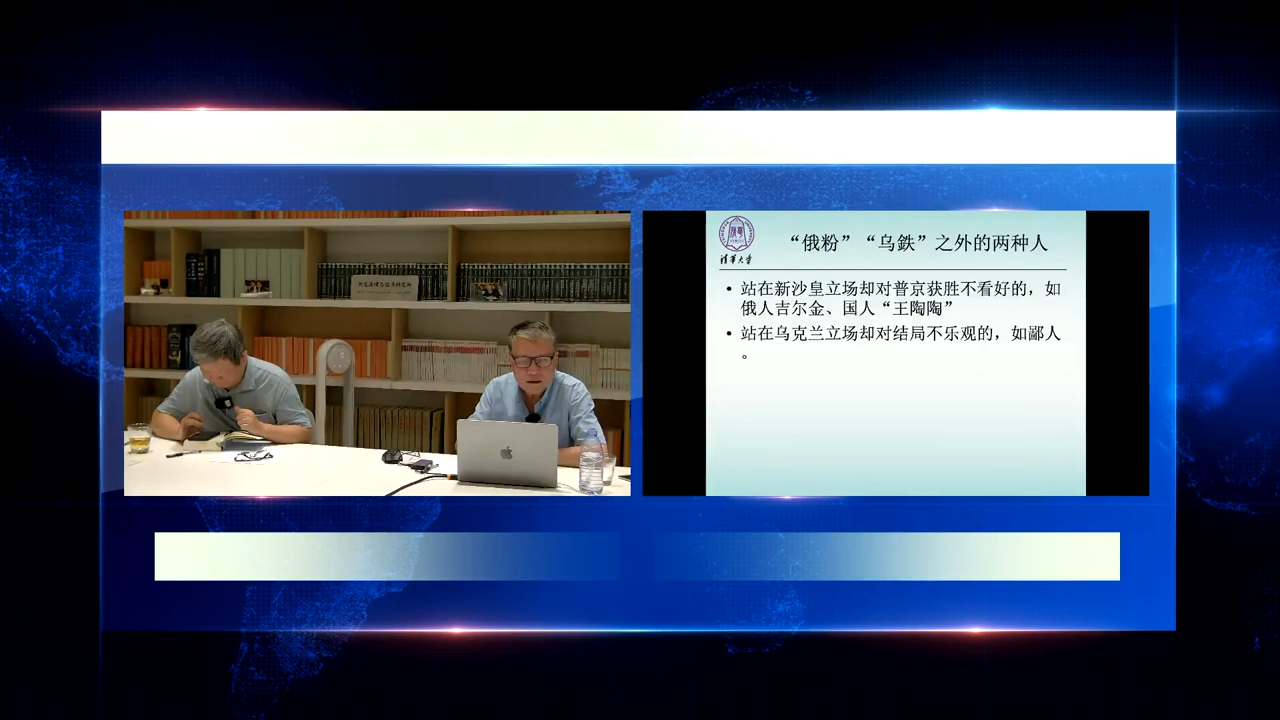 清华大学
“俄粉”“乌鉄”之外的两种人
• 站在新沙皇立场却对普京获胜不看好的，如
俄人吉尔金、国人“王陶陶”
• 站在乌克兰立场却对结局不乐观的，如鄙人
。